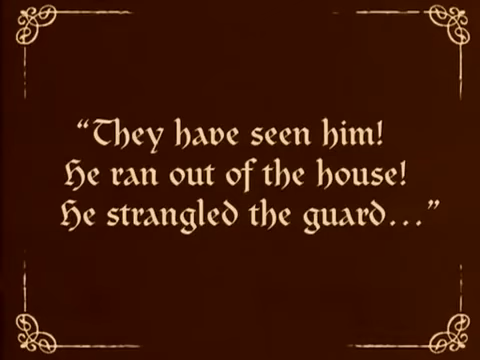 “They have seen him!
He ran out of the house!
He strangled the guard...”